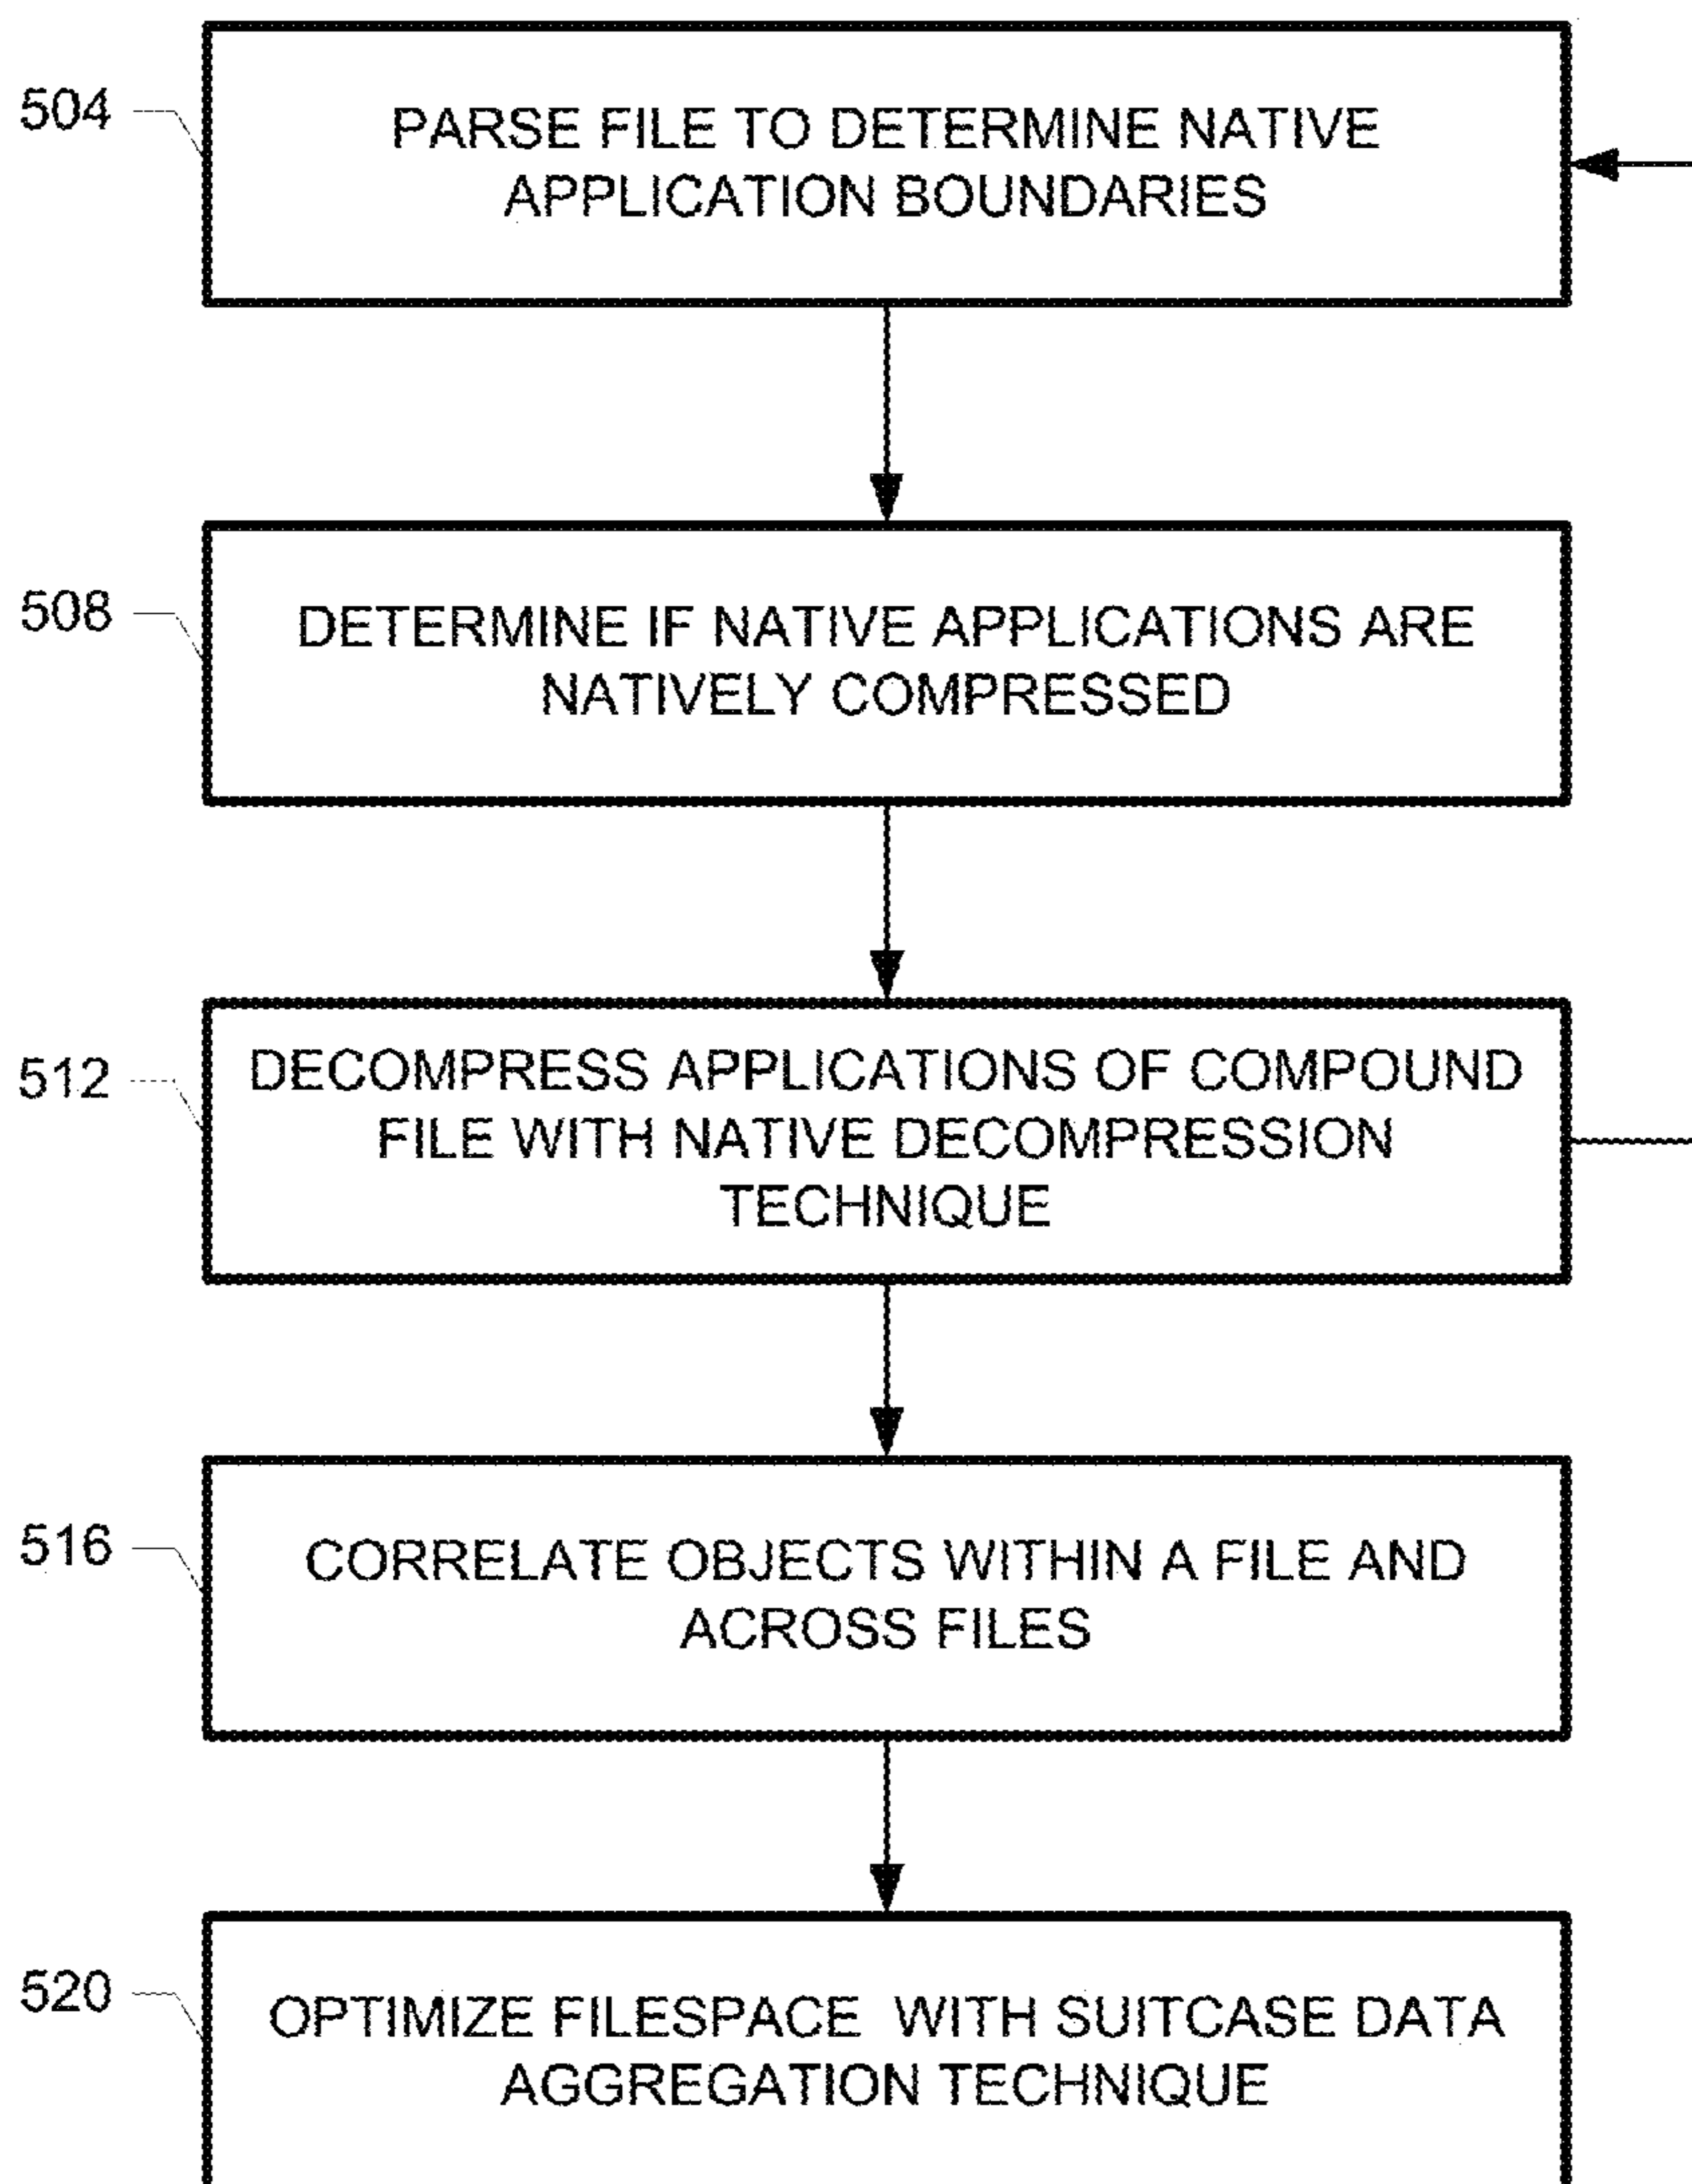 504
PARSE FILE TO DETERMINE NATIVE
APPLICATION BOUNDARIES
508
DETERMINE IF NATIVE APPLICATIONS ARE
NATIVELY COMPRESSED
512
DECOMPRESS APPLICATIONS OF COMPOUND
FILE WITH NATIVE DECOMPRESSION
TECHNIQUE
516
CORRELATE OBJECTS WITHIN A FILE AND
ACROSS FILES
520
OPTIMIZE FILESPACE WITH SUITCASE DATA
AGGREGATION TECHNIQUE